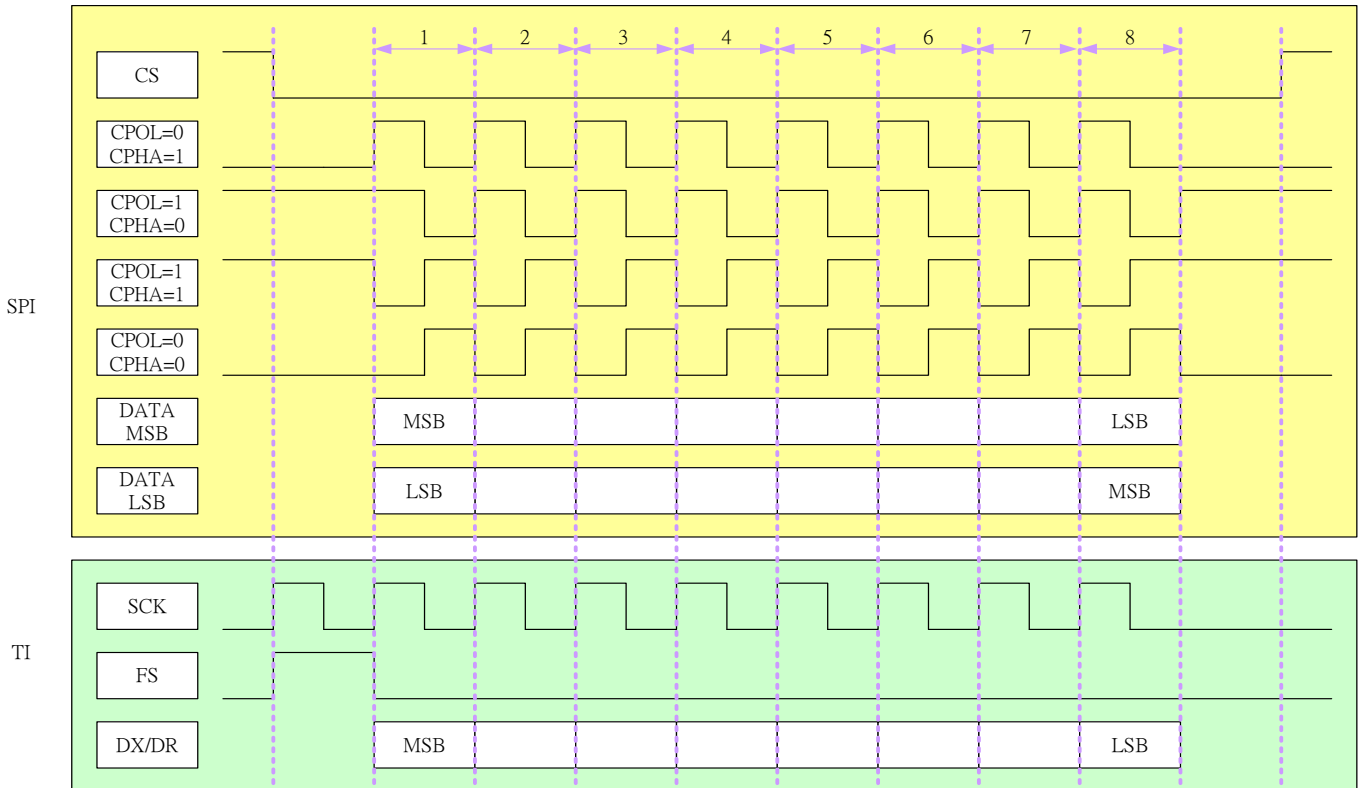 1 2 3 4 5 6 7 8
CS
CPOL=0
CPHA=1
CPOL=1
CPHA=0
CPOL=1
CPHA=1
SPI
CPOL=0
CPHA=0
DATA
MSB
MSB LSB
DATA
LSB
LSB MSB
SCK
TI
FS
DX/DR
MSB LSB